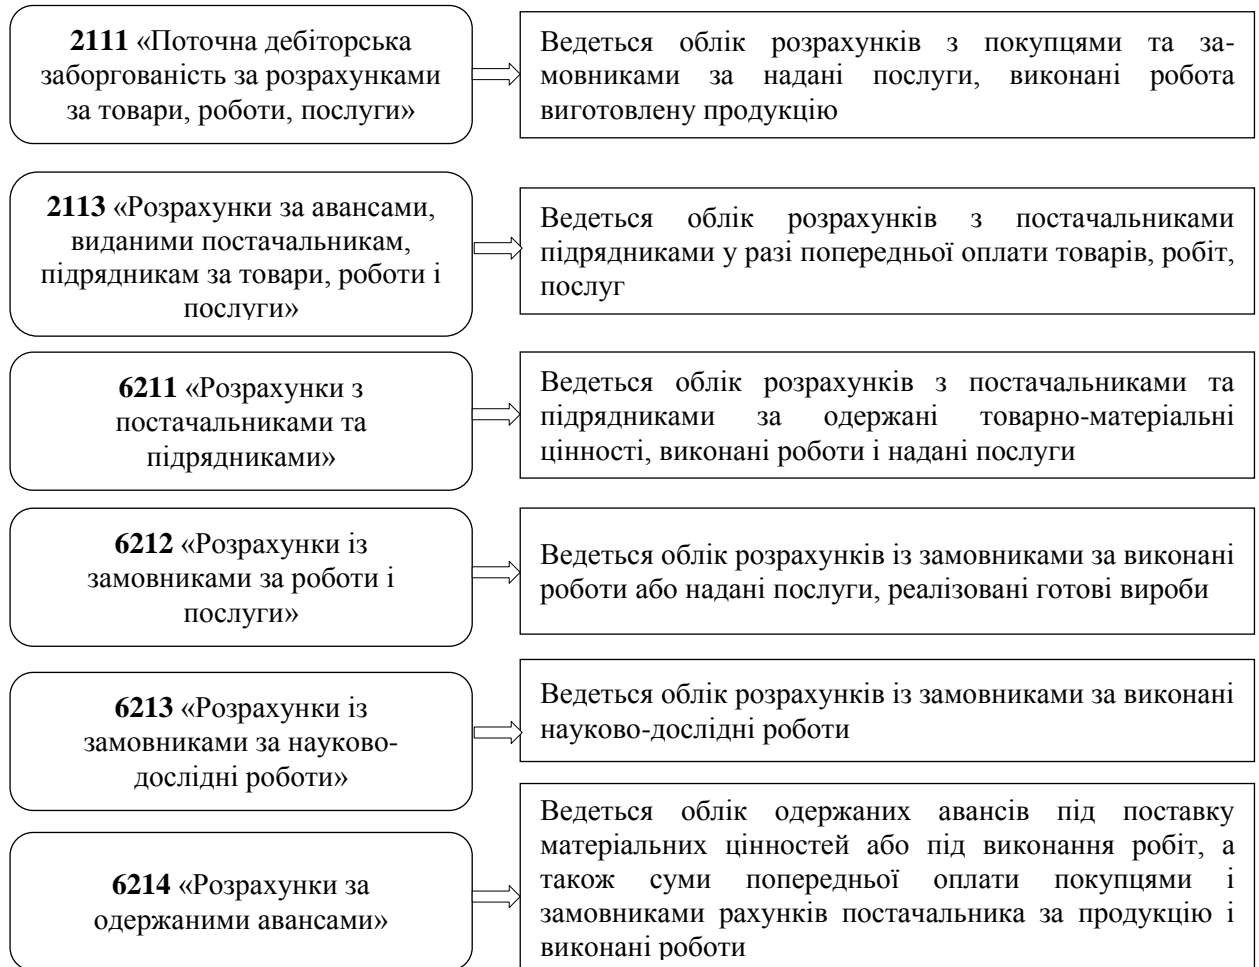 2111 «Поточна дебіторська
заборгованість за розрахунками
за товари, роботи, послуги»
Ведеться облік розрахунків з покупцями та за-
мовниками за надані послуги, виконані робота
виготовлену продукцію
2113 «Розрахунки за авансами,
виданими постачальникам,
підрядникам за товари, роботи і
послуги»
Ведеться облік розрахунків з постачальниками
підрядниками у разі попередньої оплати товарів, робіт,
послуг
6211 «Розрахунки з
постачальниками та
підрядниками»
Ведеться облік розрахунків з постачальниками та
підрядниками за одержані товарно-матеріальні
цінності, виконані роботи і надані послуги
6212 «Розрахунки із
замовниками за роботи і
послуги»
Ведеться облік розрахунків із замовниками за виконані
роботи або надані послуги, реалізовані готові вироби
6213 «Розрахунки із
замовниками за науково-
дослідні роботи»
Ведеться облік розрахунків із замовниками за виконані
науково-дослідні роботи
6214 «Розрахунки за
одержаними авансами»
Ведеться облік одержаних авансів під поставку
матеріальних цінностей або під виконання робіт, а
також суми попередньої оплати покупцями і
замовниками рахунків постачальника за продукцію і
виконані роботи